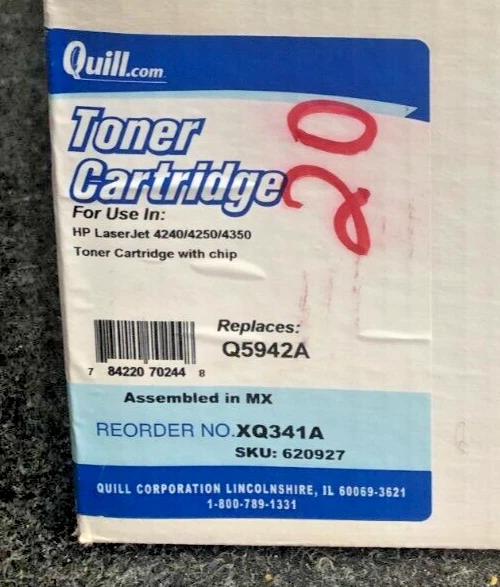 Quill.com
Toner
Cartridge
20
For Use In:
HP LaserJet 4240/4250/4350
Toner Cartridge with chip
Replaces:
Q5942A
7 84220 70244 8
Assembled in MX
REORDER NO.XQ341A
SKU: 620927
QUILL CORPORATION LINCOLNSHIRE, IL 60069-3621
1-800-789-1331